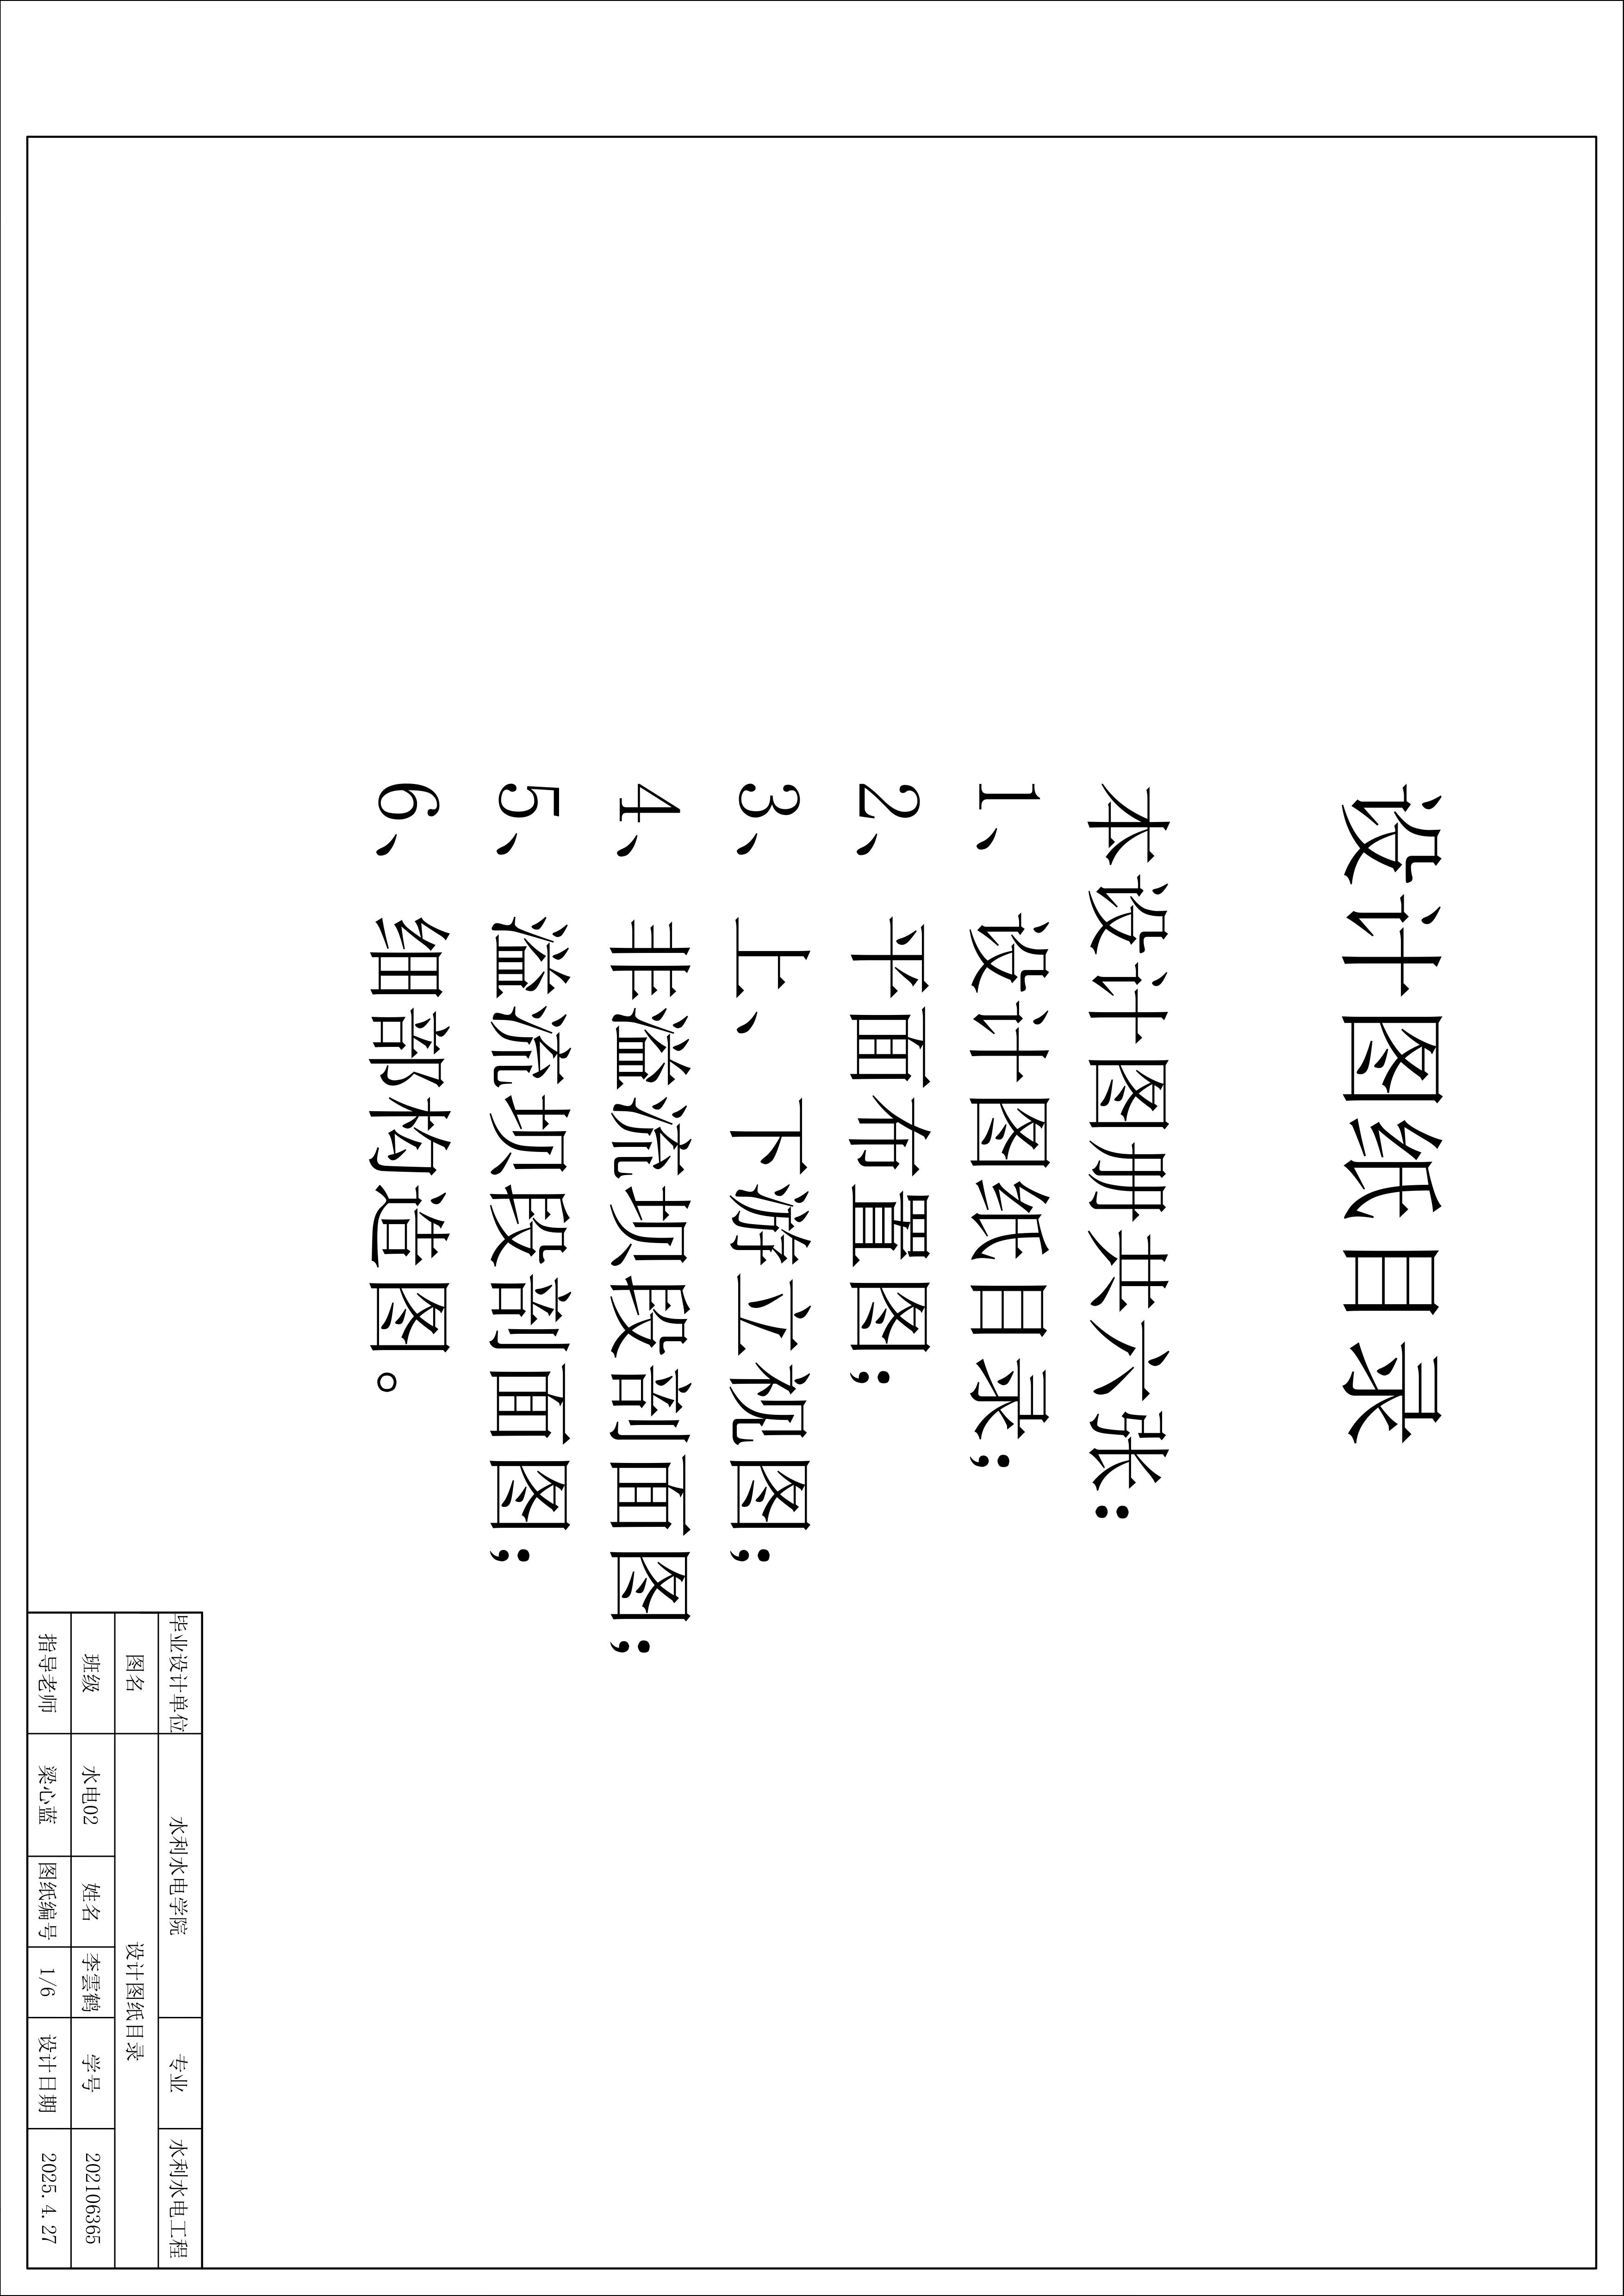 设计图纸目录
本设计图册共六张：
1、 设计图纸目录；
2、 平面布置图；
3、 上、 下游立视图；
4、 非溢流坝段剖面图；
5、 溢流坝段剖面图；
6、 细部构造图。
毕业设计单位 水利水电学院 专业 水利水电工程
图名 设计图纸目录
班级 水电02 姓名 李雲鹤 学号 202106365
指导老师 梁心蓝 图纸编号 1/6 设计日期 2025.4.27